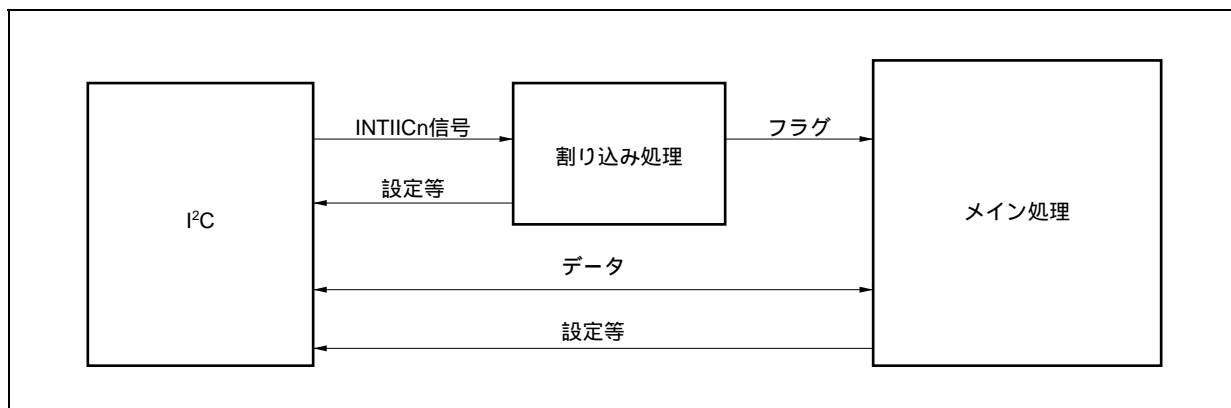 INTIICn信号
フラグ
割り込み処理
設定等
I²C
メイン処理
データ
設定等